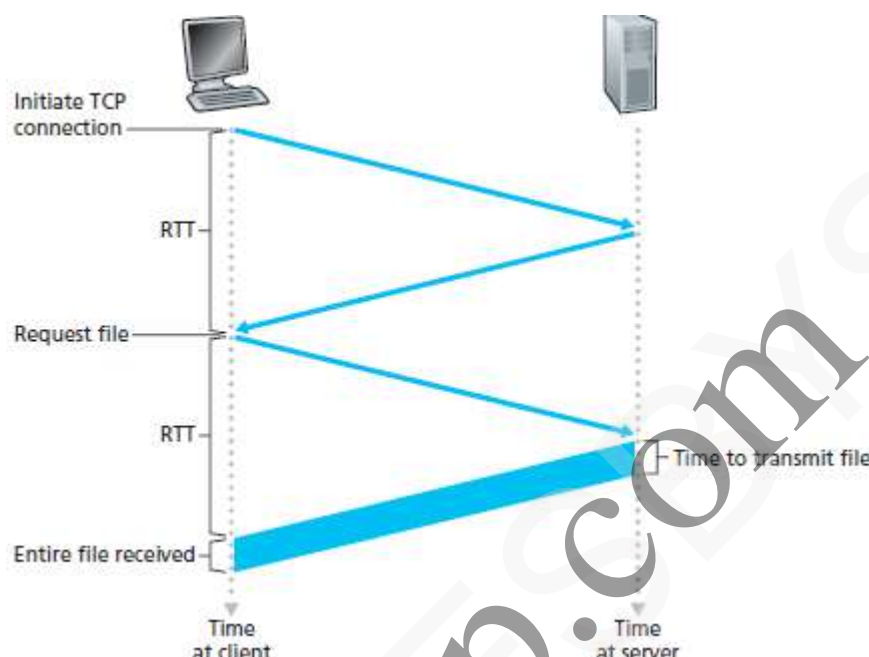 Initiate TCP
connection
RTT
Request file
RTT
Time to transmit file
Entire file received
Time
at client
Time
at server
p.com